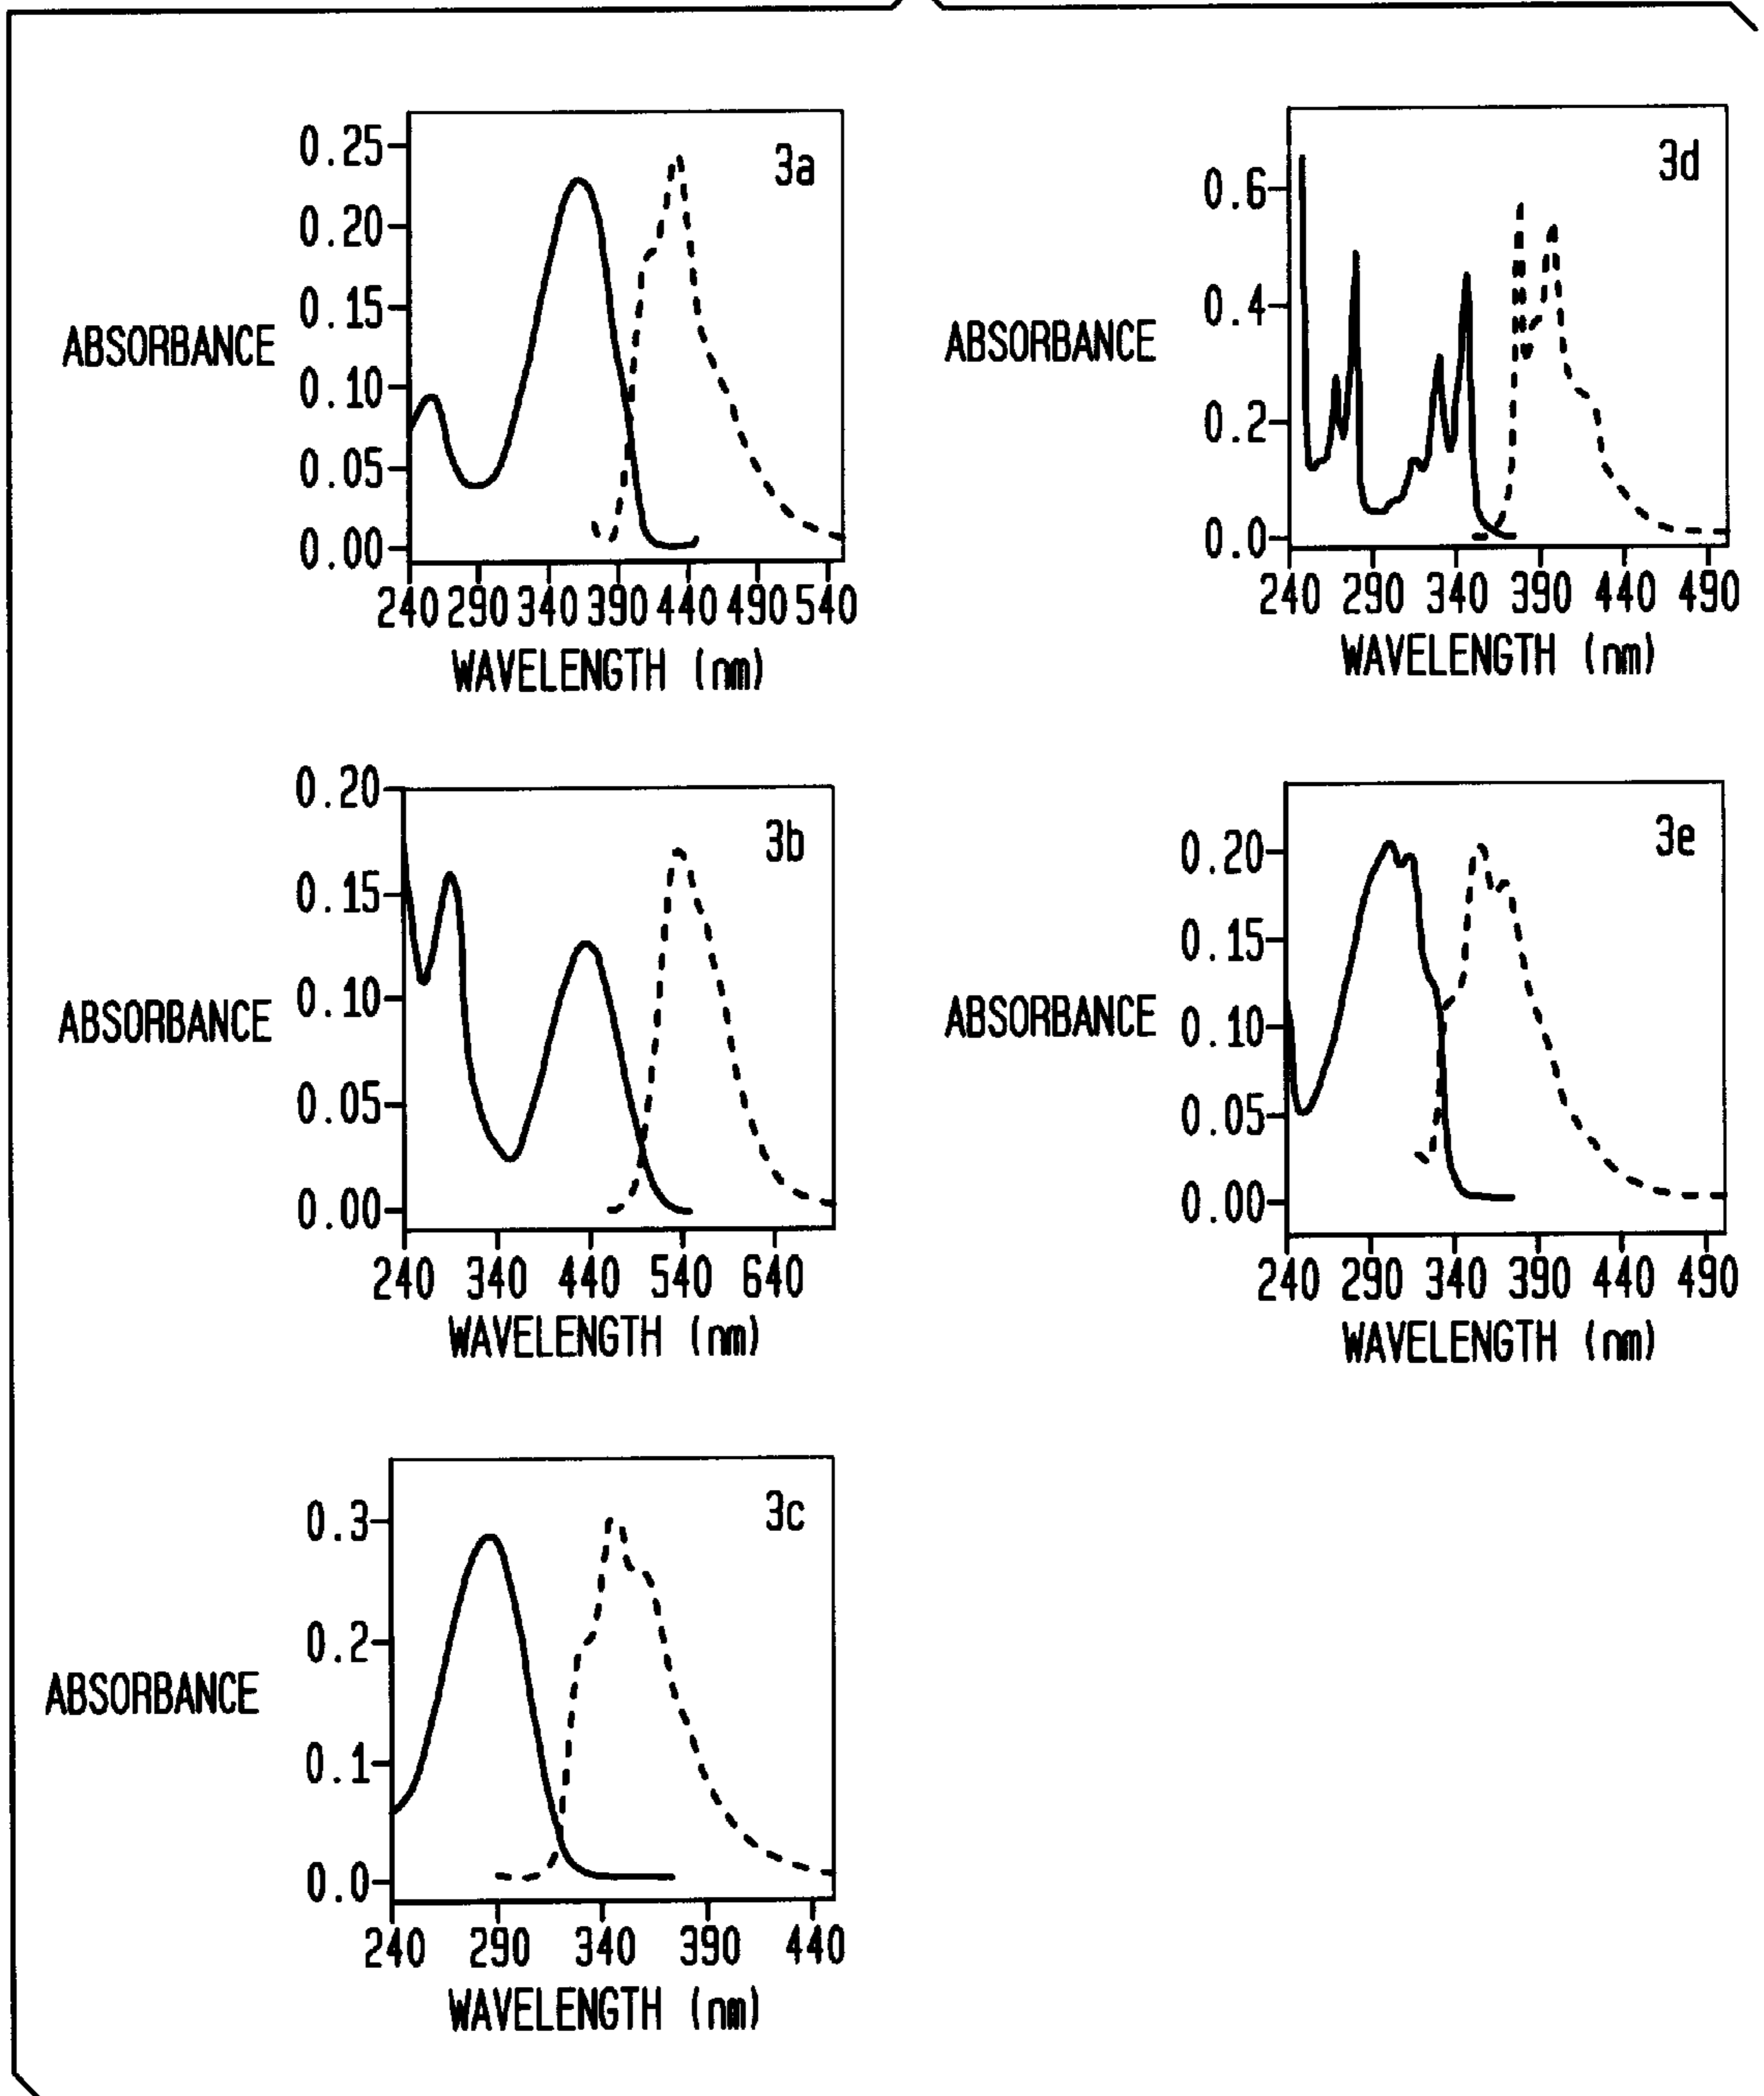 3a
0.25
0.20
0.15
0.10
0.05
0.00
ABSORBANCE
240 290 340 390 440 490 540
WAVELENGTH (nm)
3d
0.6
0.4
0.2
0.0
ABSORBANCE
240 290 340 390 440 490
WAVELENGTH (nm)
3b
0.20
0.15
0.10
0.05
0.00
ABSORBANCE
240 340 440 540 640
WAVELENGTH (nm)
3e
0.20
0.15
0.10
0.05
0.00
ABSORBANCE
240 290 340 390 440 490
WAVELENGTH (nm)
3c
0.3
0.2
0.1
0.0
ABSORBANCE
240 290 340 390 440
WAVELENGTH (nm)